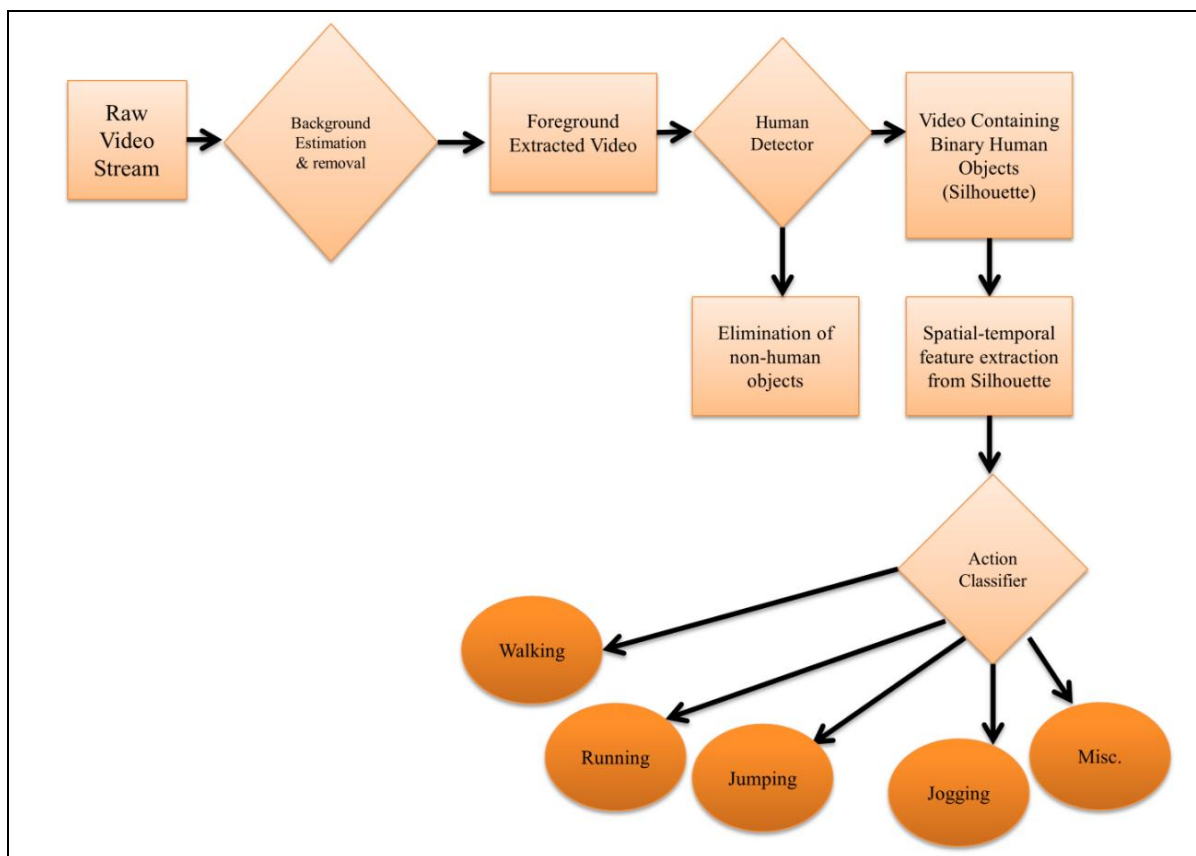 Raw
Video
Stream
Background
Estimation
& removal
Foreground
Extracted Video
Human
Detector
Video Containing
Binary Human
Objects
(Silhouette)
Elimination of
non-human
objects
Spatial-temporal
feature extraction
from Silhouette
Action
Classifier
Walking
Running
Jumping
Jogging
Misc.